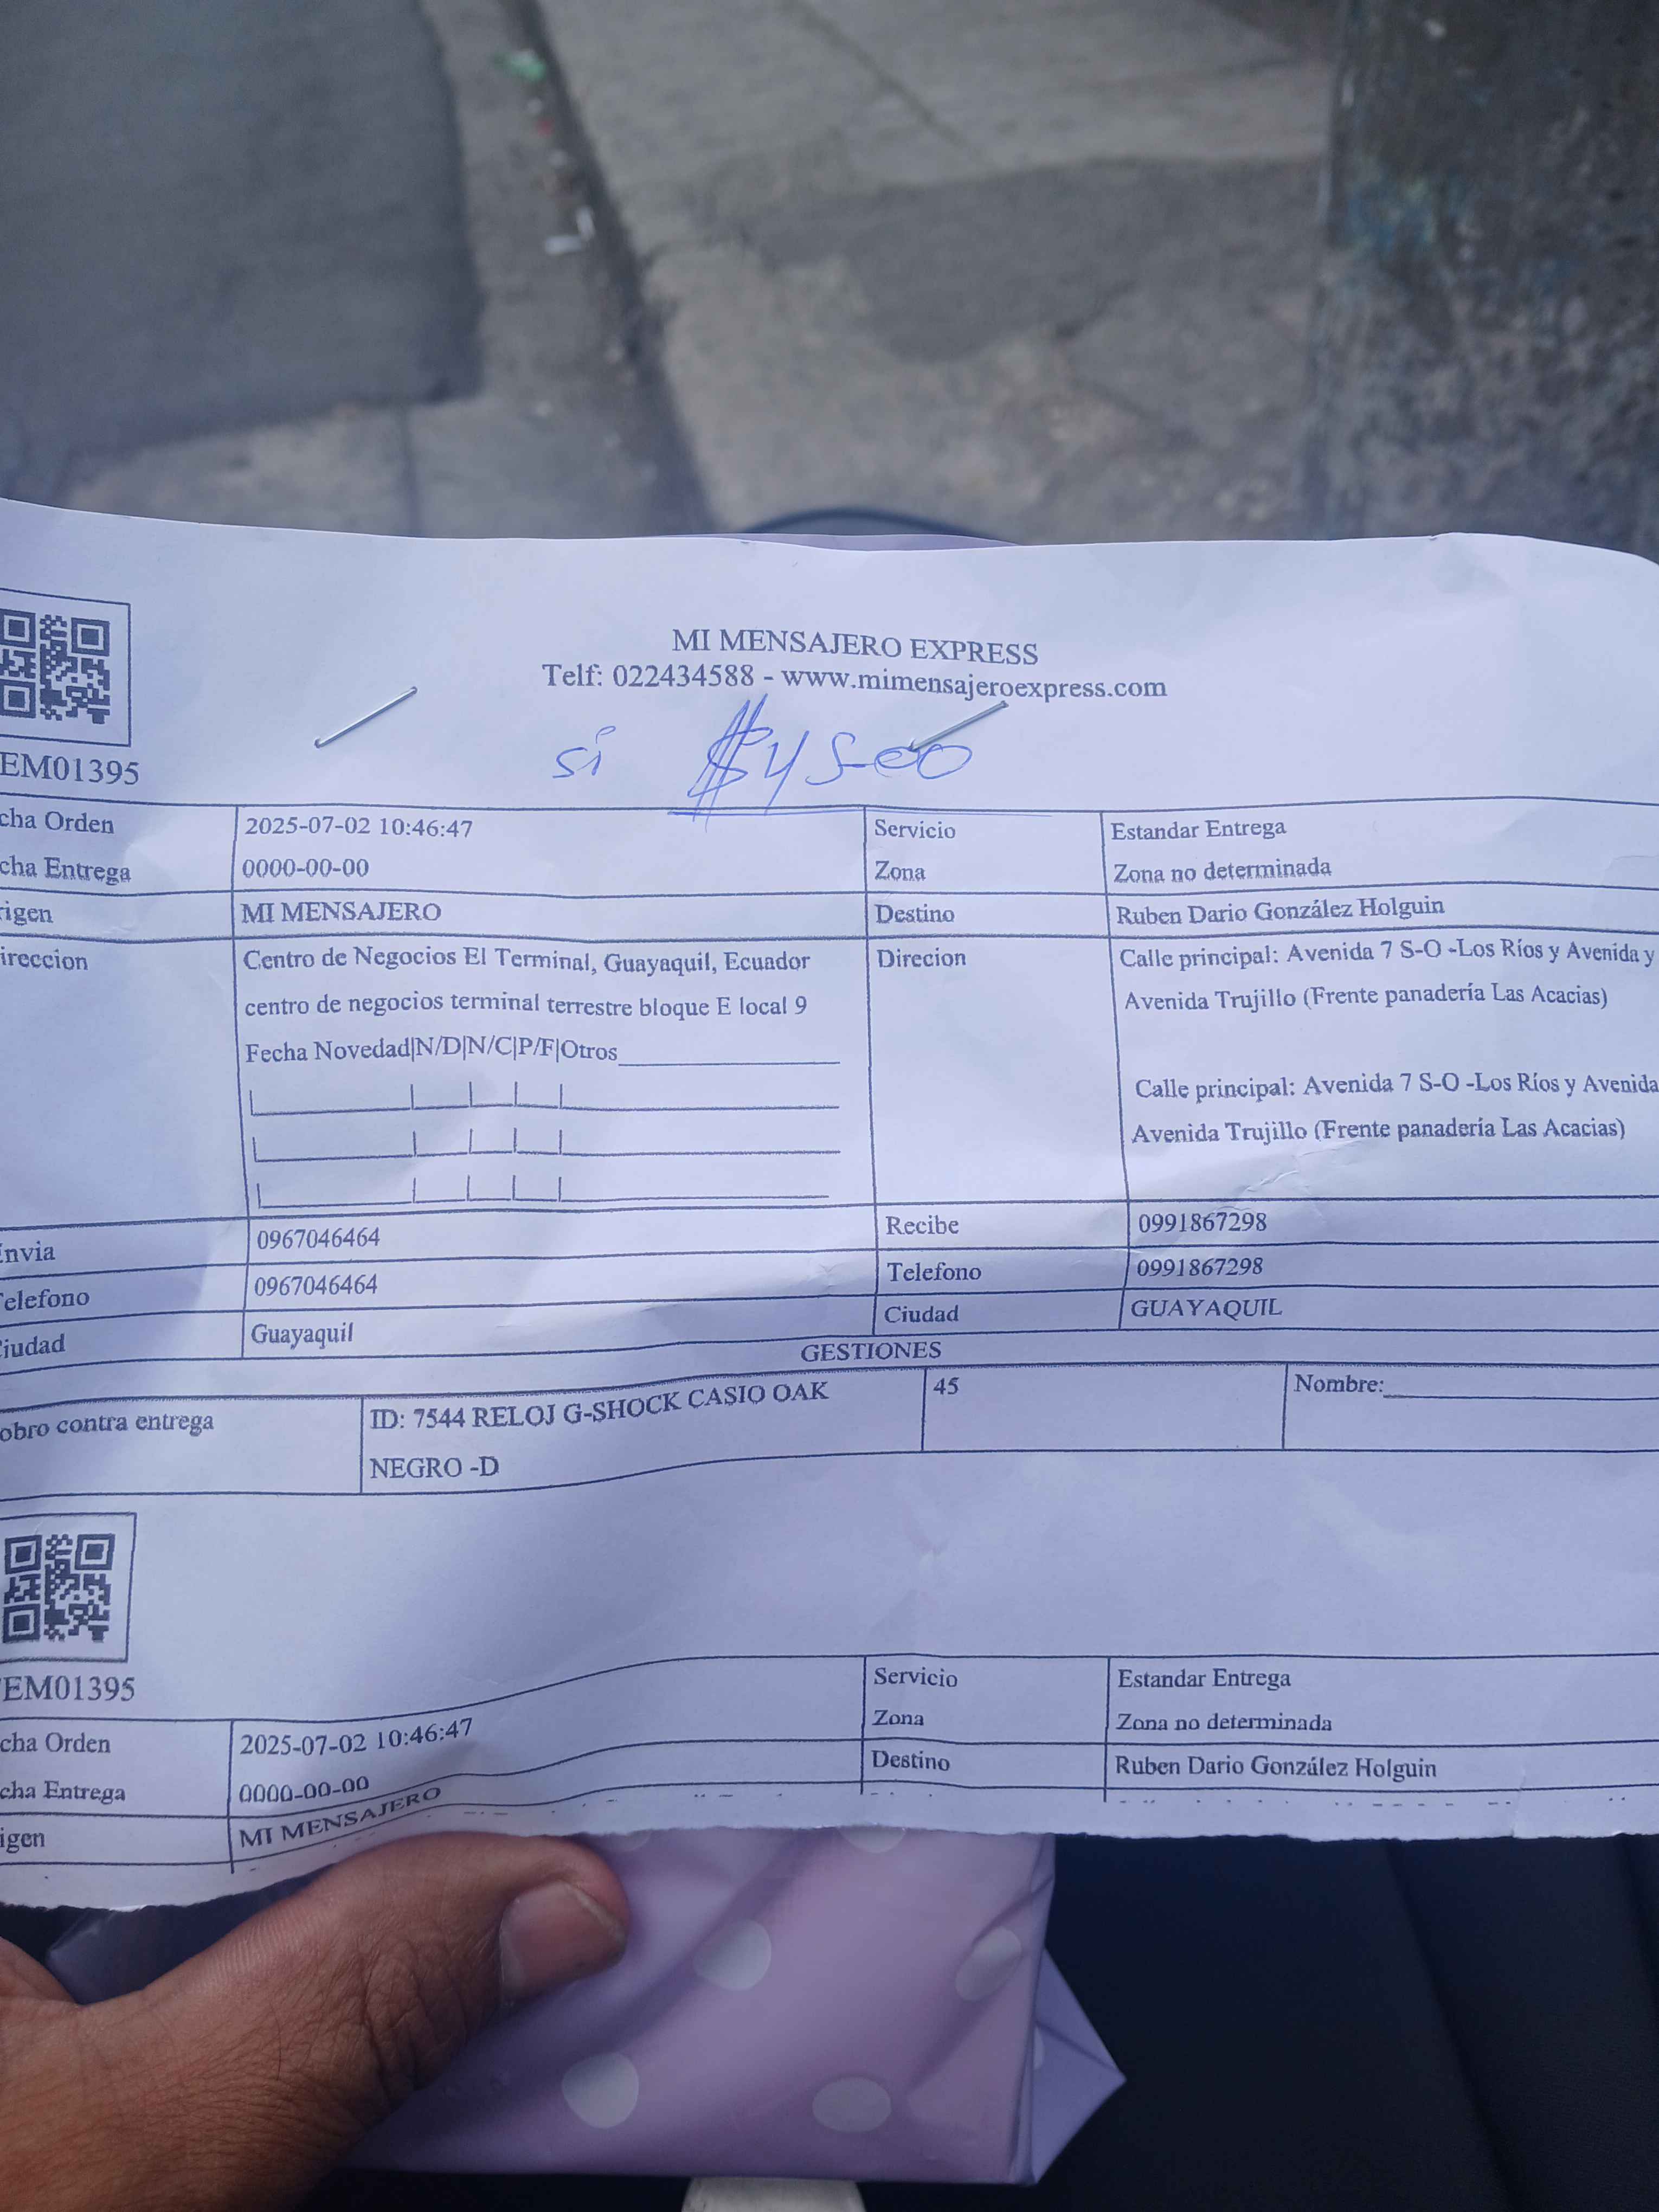 MI MENSAJERO EXPRESS
Telf: 022434588 - www.mimensajeroexpress.com
si $45-00
EM01395
cha Orden 2025-07-02 10:46:47 Servicio Estandar Entrega
cha Entrega 0000-00-00 Zona Zona no determinada
rigen MI MENSAJERO Destino Ruben Dario González Holguin
ireccion Centro de Negocios El Terminal, Guayaquil, Ecuador Direcion Calle principal: Avenida 7 S-O -Los Ríos y Avenida y
centro de negocios terminal terrestre bloque E local 9 Avenida Trujillo (Frente panadería Las Acacias)
Fecha Novedad|N/D|N/C|P/F|Otros
Calle principal: Avenida 7 S-O -Los Ríos y Avenida
Avenida Trujillo (Frente panadería Las Acacias)
Envia 0967046464 Recibe 0991867298
Telefono 0967046464 Telefono 0991867298
Ciudad Guayaquil Ciudad GUAYAQUIL
GESTIONES
obro contra entrega ID: 7544 RELOJ G-SHOCK CASIO OAK 45 Nombre:
NEGRO -D
EM01395
cha Orden 2025-07-02 10:46:47 Servicio Estandar Entrega
cha Entrega 0000-00-00 Zona Zona no determinada
igen MI MENSAJERO Destino Ruben Dario González Holguin